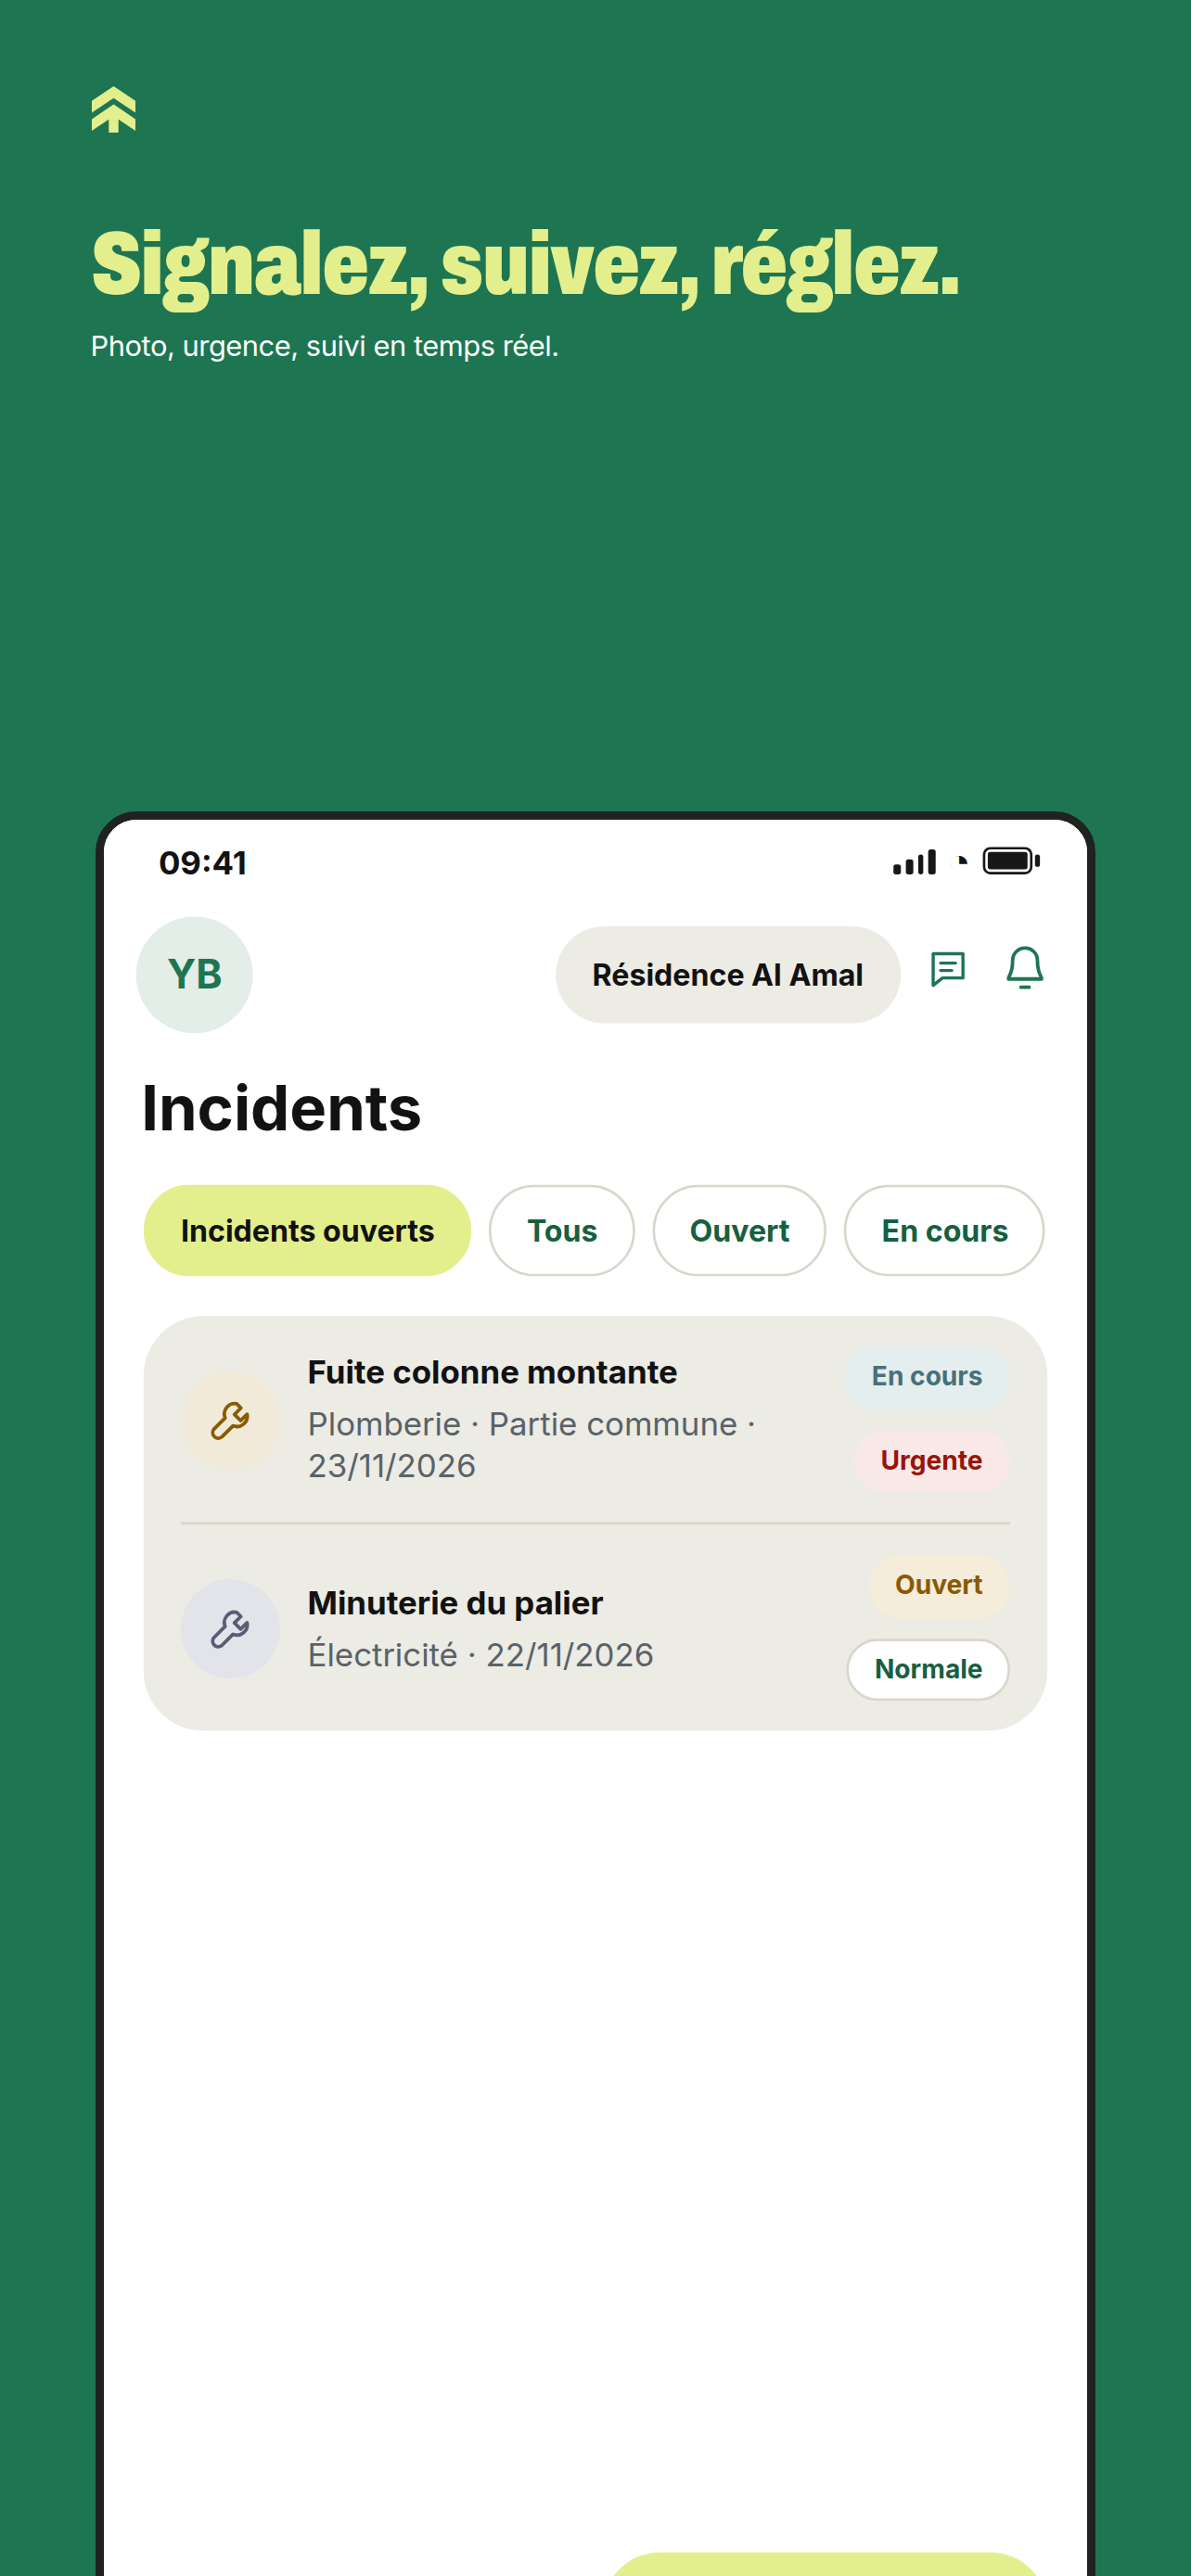 Signalez, suivez, réglez.
Photo, urgence, suivi en temps réel.
09:41
YB
Résidence Al Amal
Incidents
Incidents ouverts
Tous
Ouvert
En cours
Fuite colonne montante
Plomberie · Partie commune ·
23/11/2026
En cours
Urgente
Minuterie du palier
Électricité · 22/11/2026
Ouvert
Normale